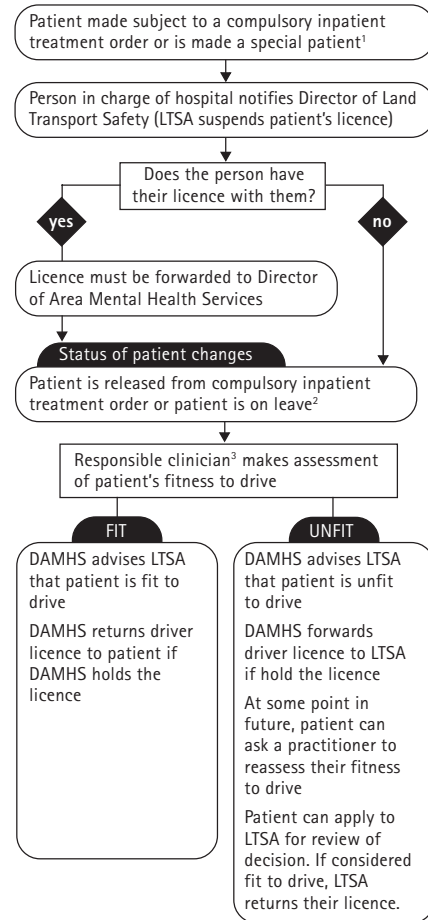 Patient made subject to a compulsory inpatient
treatment order or is made a special patient¹
Person in charge of hospital notifies Director of Land
Transport Safety (LTSA suspends patient's licence)
Does the person have
their licence with them?
yes
no
Licence must be forwarded to Director
of Area Mental Health Services
Status of patient changes
Patient is released from compulsory inpatient
treatment order or patient is on leave²
Responsible clinician³ makes assessment
of patient's fitness to drive
FIT
DAMHS advises LTSA
that patient is fit to
drive
DAMHS returns driver
licence to patient if
DAMHS holds the
licence
UNFIT
DAMHS advises LTSA
that patient is unfit
to drive
DAMHS forwards
driver licence to LTSA
if hold the licence
At some point in
future, patient can
ask a practitioner to
reassess their fitness
to drive
Patient can apply to
LTSA for review of
decision. If considered
fit to drive, LTSA
returns their licence.